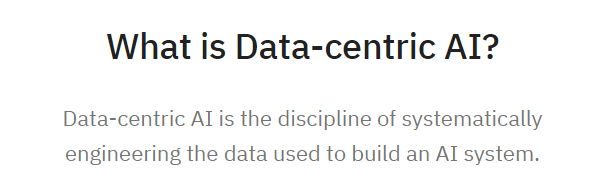 What is Data-centric AI?
Data-centric AI is the discipline of systematically
engineering the data used to build an AI system.